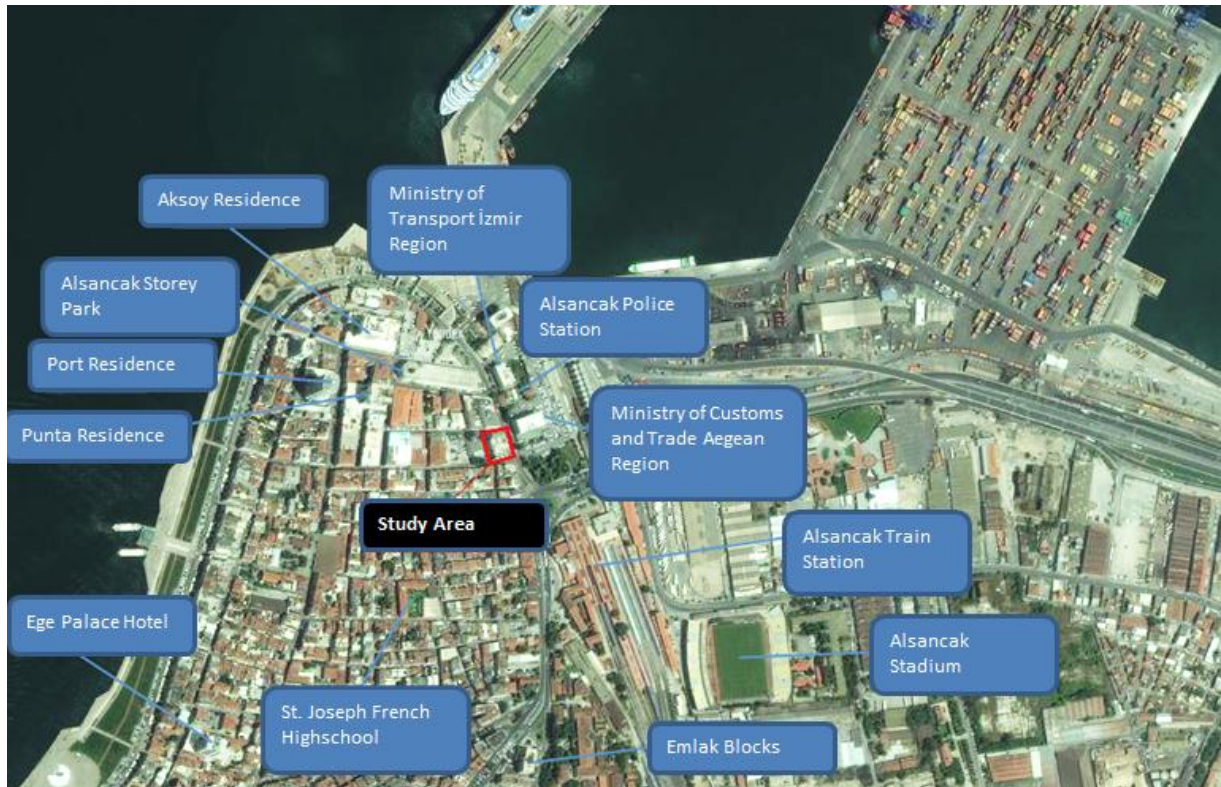 Aksoy Residence
Ministry of
Transport İzmir
Region
Alsancak Storey
Park
Alsancak Police
Station
Port Residence
Ministry of Customs
and Trade Aegean
Region
Punta Residence
Study Area
Alsancak Train
Station
Ege Palace Hotel
Alsancak
Stadium
St. Joseph French
Highschool
Emlak Blocks